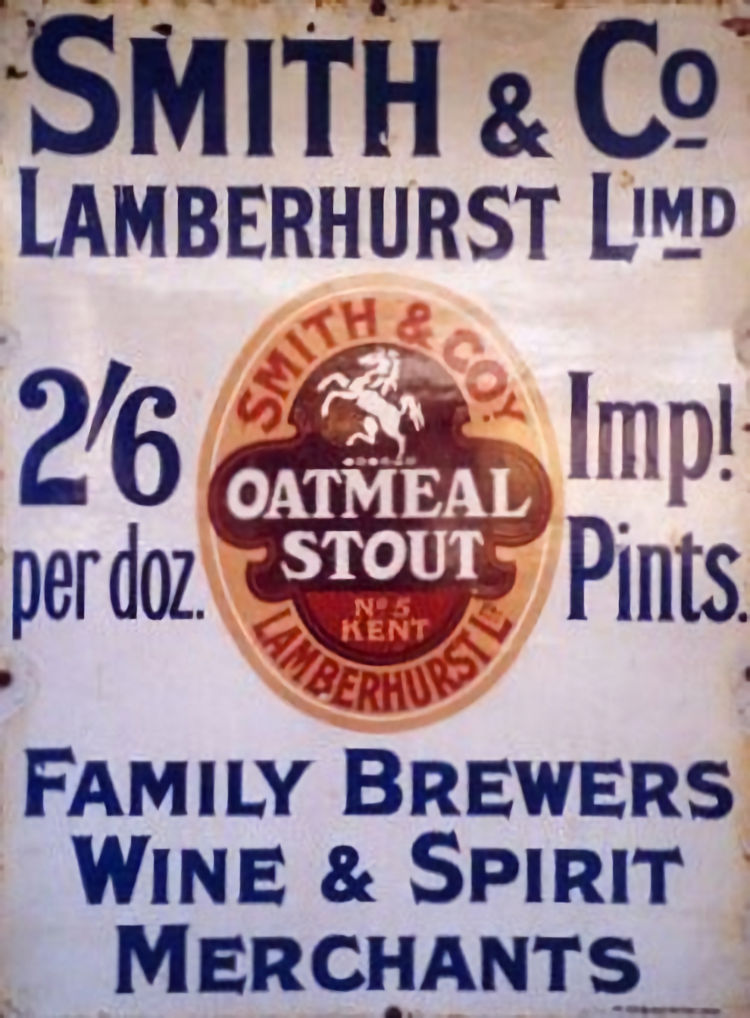 SMITH & Co
LAMBERHURST LIMD
SMITH & COY.
2/6
Imp!
OATMEAL
STOUT
per doz.
Pints.
No 5
KENT
LAMBERHURST LD
FAMILY BREWERS
WINE & SPIRIT
MERCHANTS